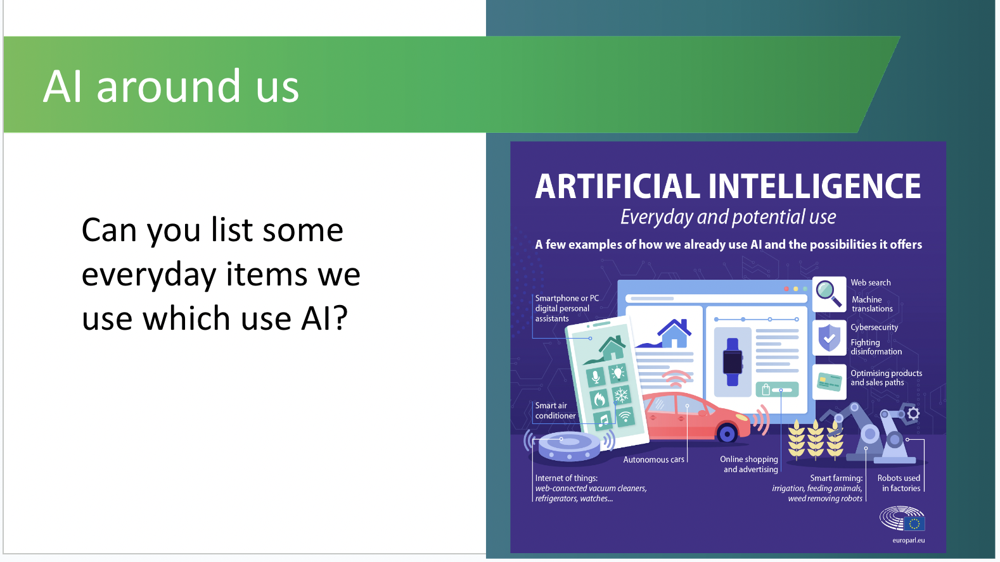 AI around us
Can you list some
everyday items we
use which use AI?
ARTIFICIAL INTELLIGENCE
Everyday and potential use
A few examples of how we already use AI and the possibilities it offers
Smartphone or PC
digital personal
assistants
Web search
Machine
translations
Cybersecurity
Fighting
disinformation
Optimising products
and sales paths
Smart air
conditioner
Autonomous cars
Online shopping
and advertising
Internet of things:
web-connected vacuum cleaners,
refrigerators, watches...
Smart farming:
irrigation, feeding animals,
weed removing robots
Robots used
in factories
europarl.eu